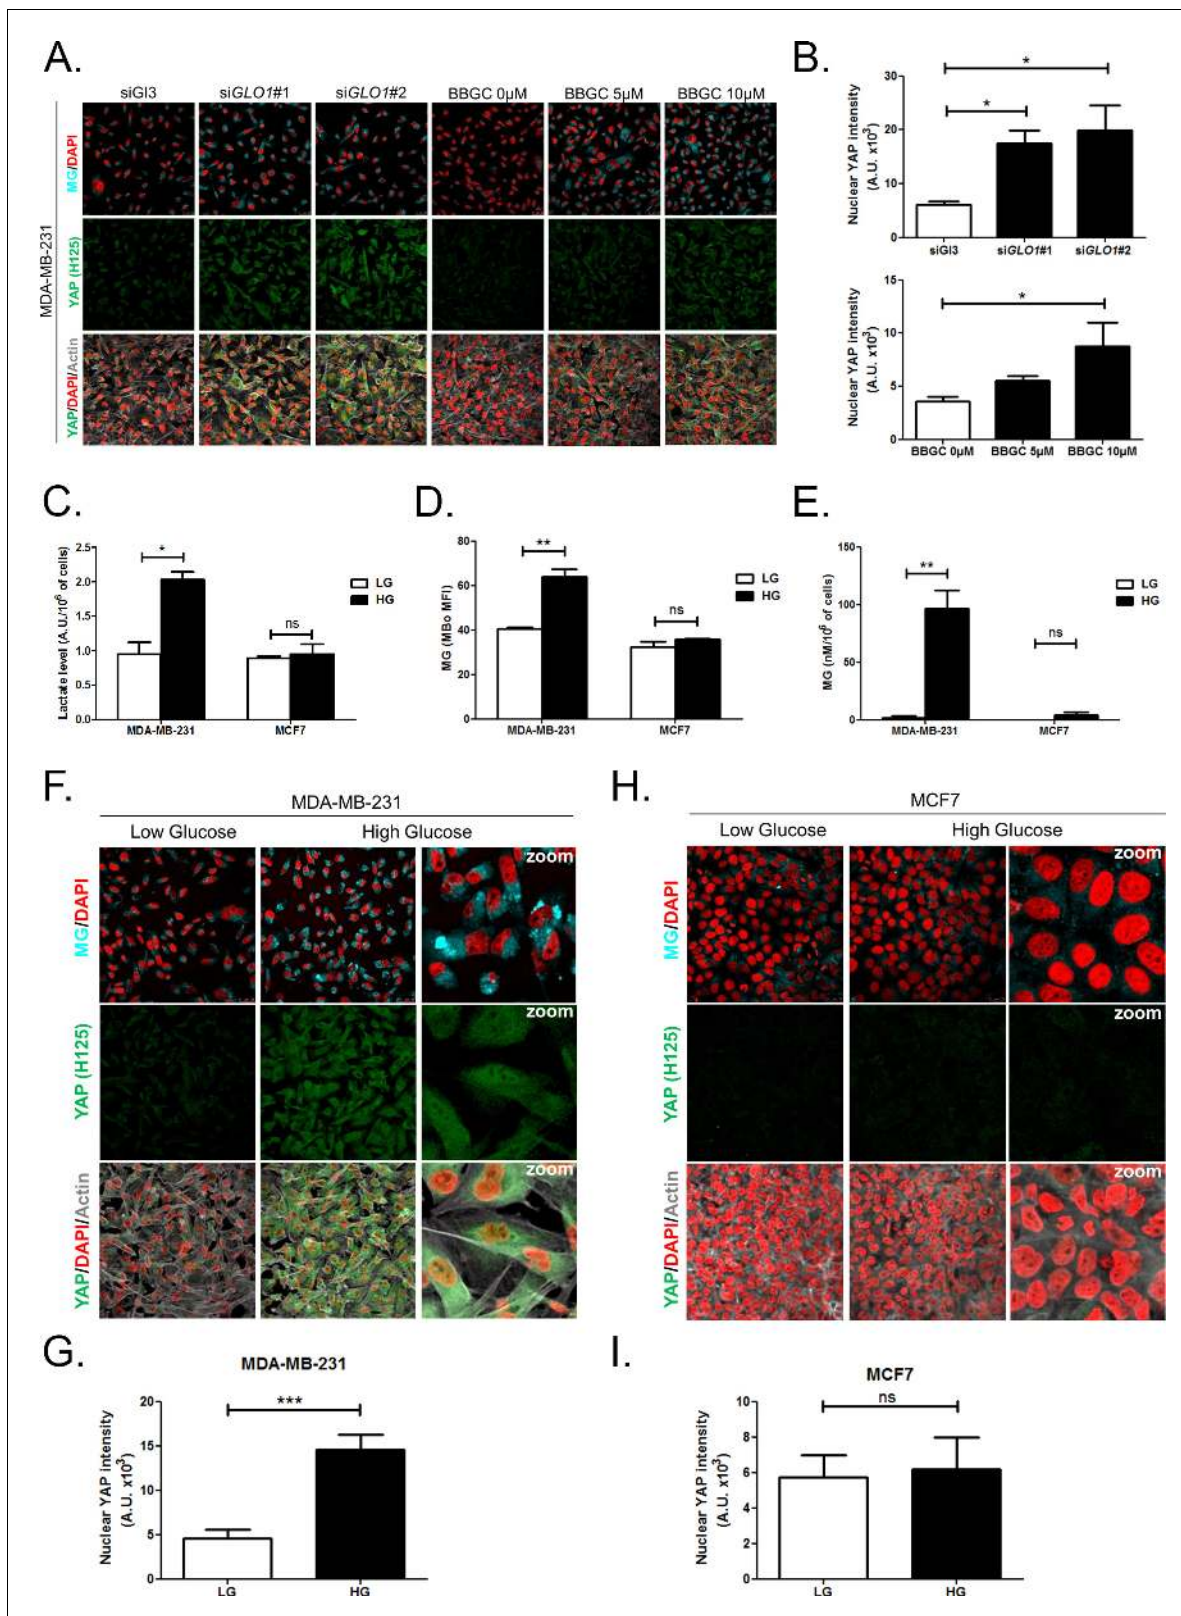 A.
siGl3 siGLO1#1 siGLO1#2 BBGC 0µM BBGC 5µM BBGC 10µM
MDA-MB-231
MG/DAPI
YAP (H125)
YAP/DAPI/Actin
B.
Nuclear YAP intensity
(A.U. x10³)
30
20
10
0
*
*
siGl3 siGLO1#1 siGLO1#2
Nuclear YAP intensity
(A.U. x10³)
15
10
5
0
*
BBGC 0µM BBGC 5µM BBGC 10µM
C.
Lactate level (A.U./10⁶ of cells)
2.5
2.0
1.5
1.0
0.5
0.0
*
ns
LG
HG
MDA-MB-231 MCF7
D.
MG (MBo MFI)
80
60
40
20
0
**
ns
LG
HG
MDA-MB-231 MCF7
E.
MG (nM/10⁶ of cells)
150
100
50
0
**
ns
LG
HG
MDA-MB-231 MCF7
F.
MDA-MB-231
Low Glucose High Glucose
MG/DAPI
zoom
YAP (H125)
zoom
YAP/DAPI/Actin
zoom
H.
MCF7
Low Glucose High Glucose
MG/DAPI
zoom
YAP (H125)
zoom
YAP/DAPI/Actin
zoom
G.
MDA-MB-231
Nuclear YAP intensity
(A.U. x10³)
20
15
10
5
0
***
LG HG
I.
MCF7
Nuclear YAP intensity
(A.U. x10³)
10
8
6
4
2
0
ns
LG HG